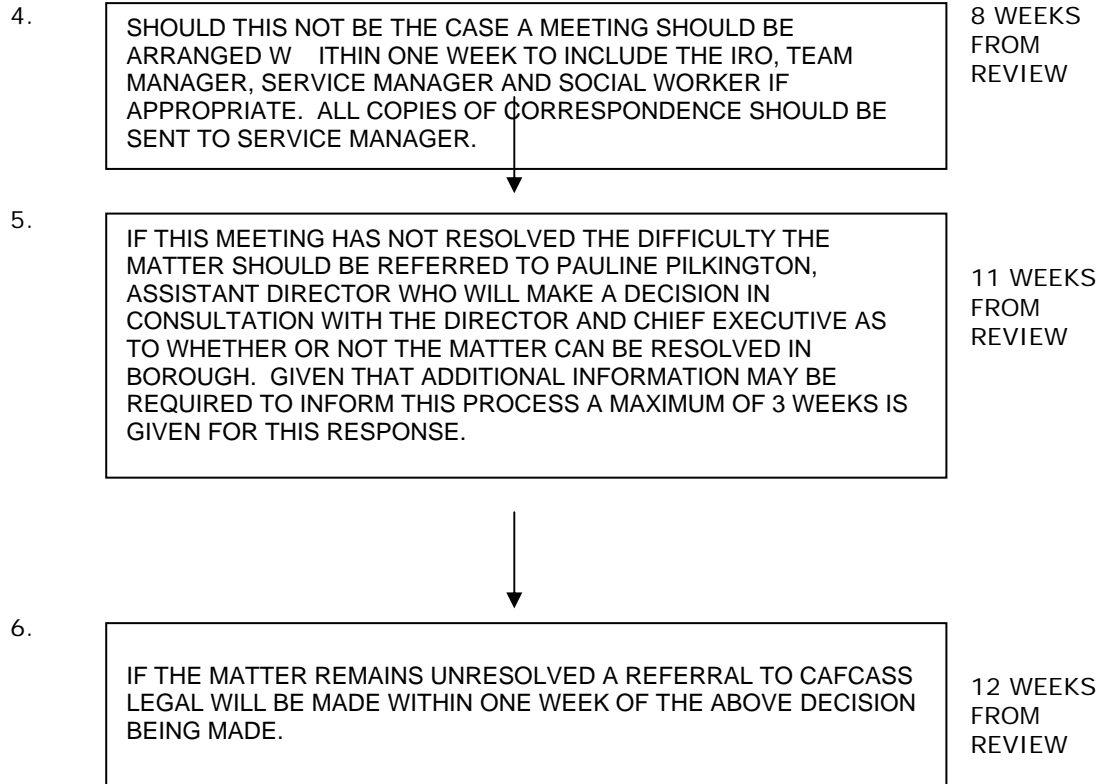 4.
SHOULD THIS NOT BE THE CASE A MEETING SHOULD BE
ARRANGED W ITHIN ONE WEEK TO INCLUDE THE IRO, TEAM
MANAGER, SERVICE MANAGER AND SOCIAL WORKER IF
APPROPRIATE. ALL COPIES OF CORRESPONDENCE SHOULD BE
SENT TO SERVICE MANAGER.
8 WEEKS
FROM
REVIEW
5.
IF THIS MEETING HAS NOT RESOLVED THE DIFFICULTY THE
MATTER SHOULD BE REFERRED TO PAULINE PILKINGTON,
ASSISTANT DIRECTOR WHO WILL MAKE A DECISION IN
CONSULTATION WITH THE DIRECTOR AND CHIEF EXECUTIVE AS
TO WHETHER OR NOT THE MATTER CAN BE RESOLVED IN
BOROUGH. GIVEN THAT ADDITIONAL INFORMATION MAY BE
REQUIRED TO INFORM THIS PROCESS A MAXIMUM OF 3 WEEKS IS
GIVEN FOR THIS RESPONSE.
11 WEEKS
FROM
REVIEW
6.
IF THE MATTER REMAINS UNRESOLVED A REFERRAL TO CAFCASS
LEGAL WILL BE MADE WITHIN ONE WEEK OF THE ABOVE DECISION
BEING MADE.
12 WEEKS
FROM
REVIEW